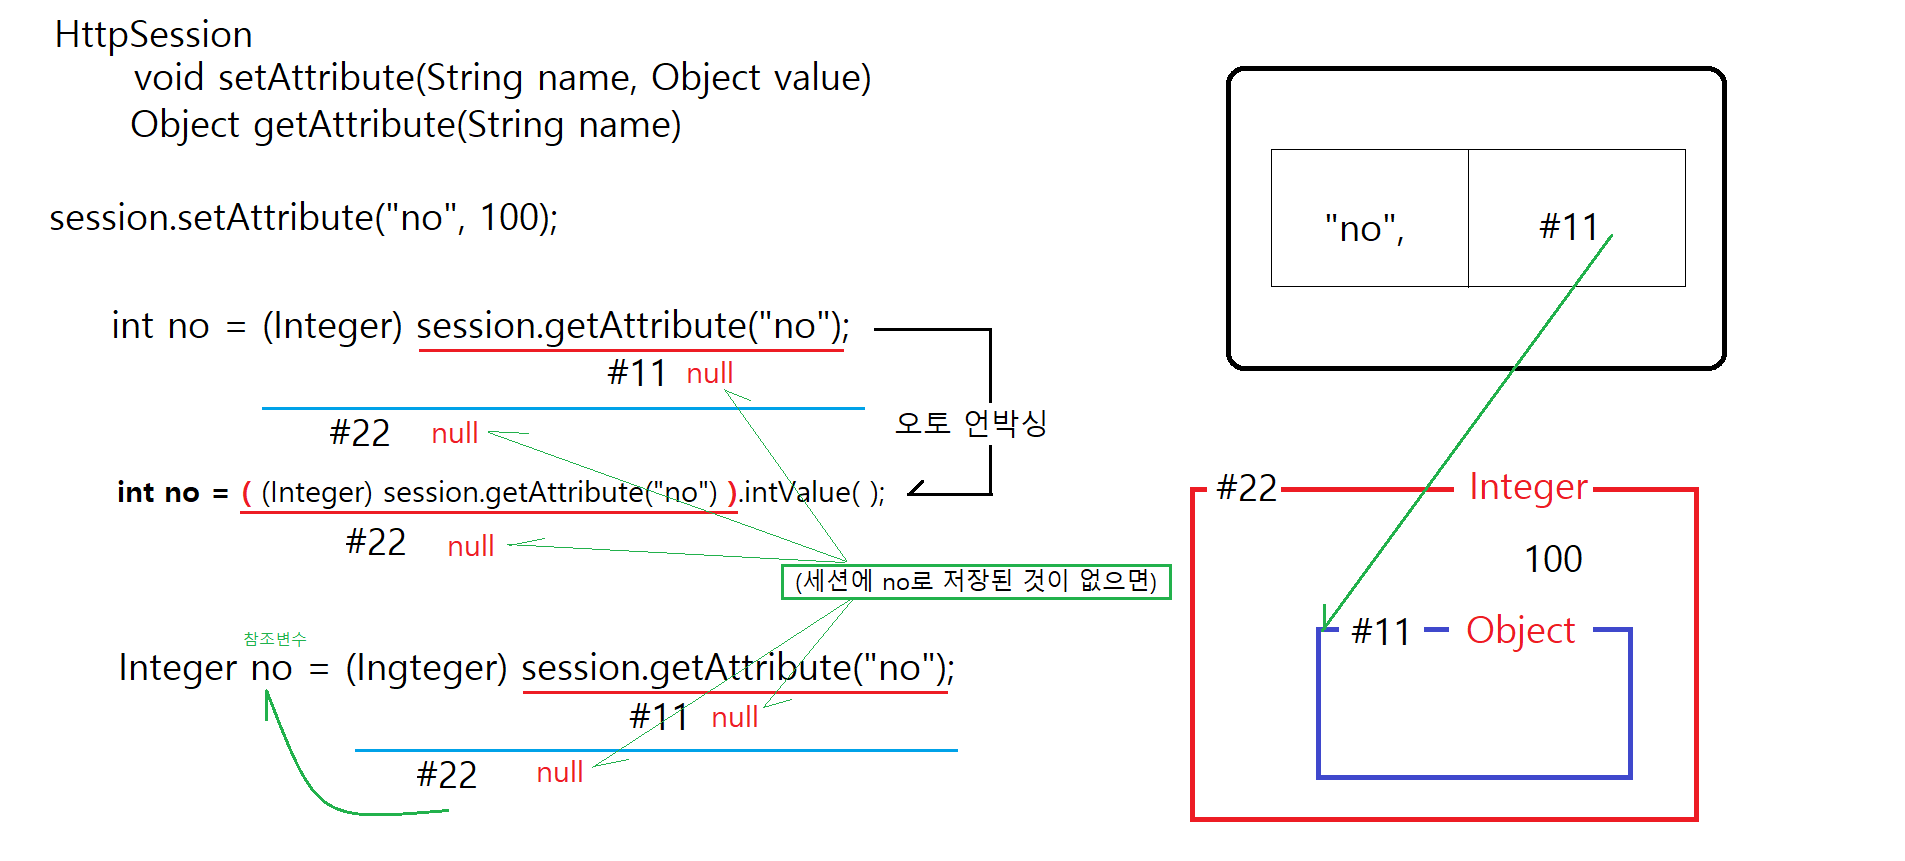 HttpSession
void setAttribute(String name, Object value)
Object getAttribute(String name)
session.setAttribute("no", 100);
int no = (Integer) session.getAttribute("no");
#11 null
#22 null
오토 언박싱
int no = ( (Integer) session.getAttribute("no") ).intValue( );
#22 null
(세션에 no로 저장된 것이 없으면)
참조변수
Integer no = (Ingteger) session.getAttribute("no");
#11 null
#22 null
"no", #11
#22 Integer
100
#11 Object